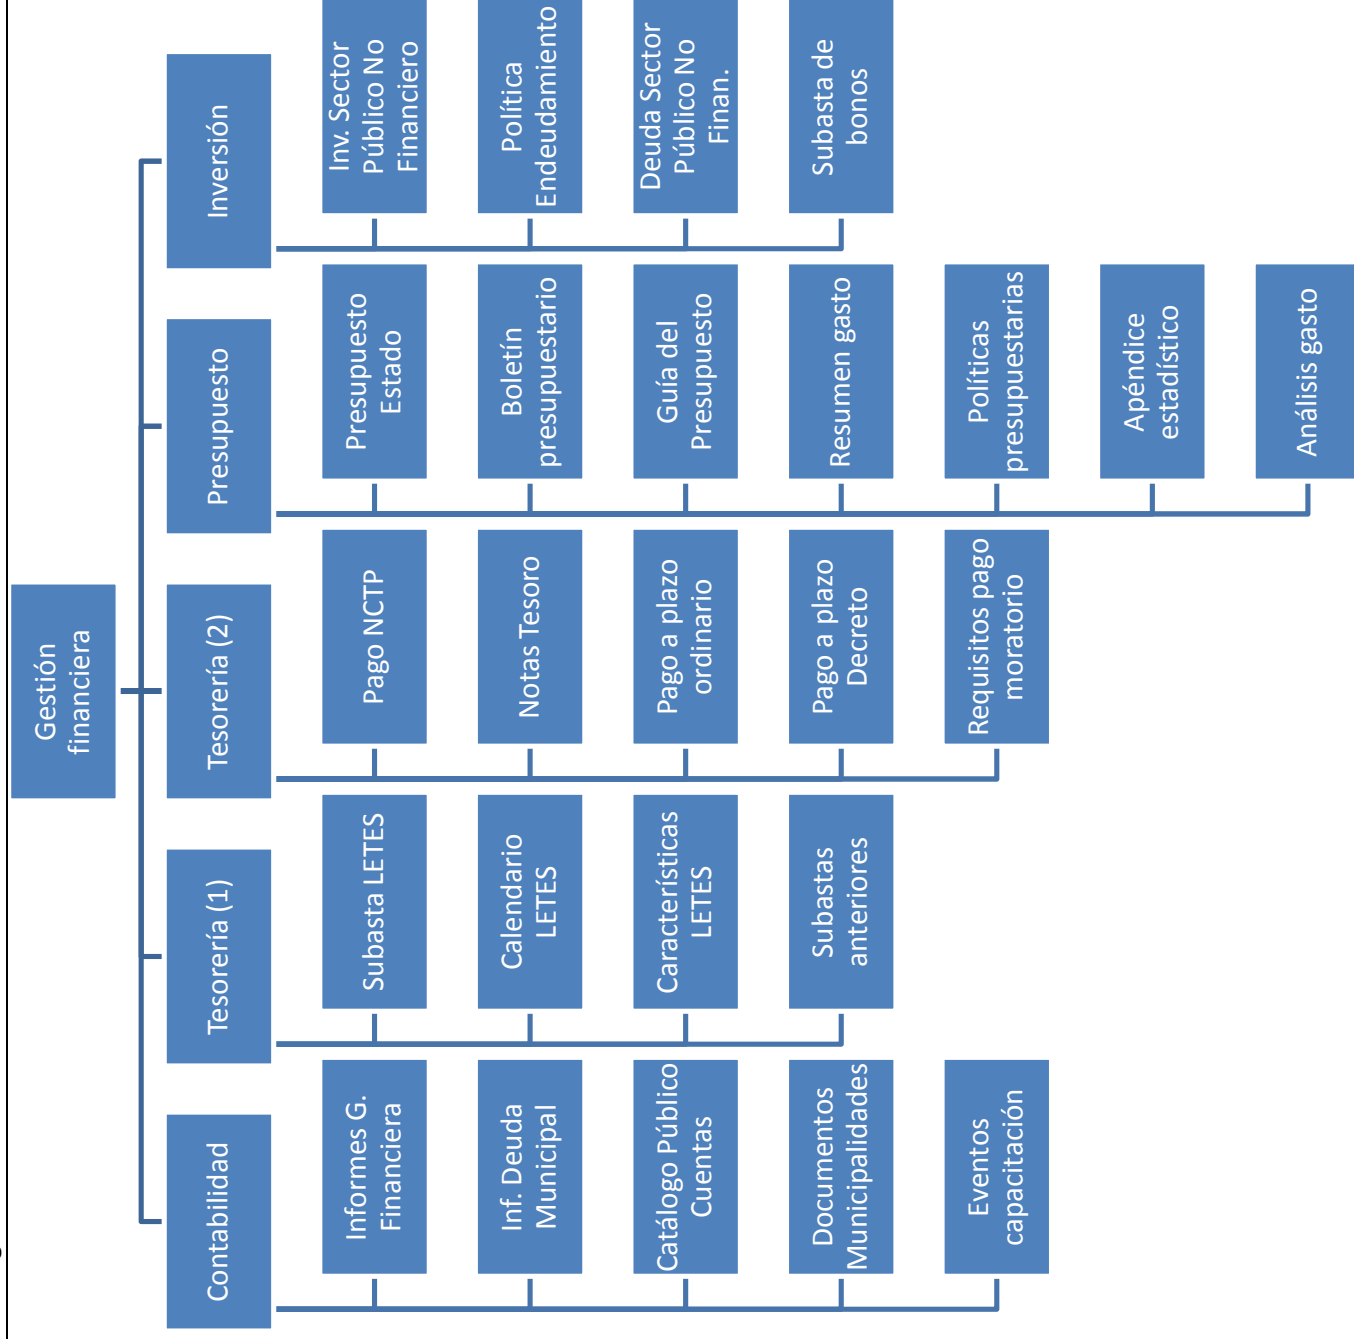 Gestión
financiera
Contabilidad
Informes G.
Financiera
Inf. Deuda
Municipal
Catálogo Público
Cuentas
Documentos
Municipalidades
Eventos
capacitación
Tesorería (1)
Subasta LETES
Calendario
LETES
Características
LETES
Subastas
anteriores
Tesorería (2)
Pago NCTP
Notas Tesoro
Pago a plazo
ordinario
Pago a plazo
Decreto
Requisitos pago
moratorio
Presupuesto
Presupuesto
Estado
Boletín
presupuestario
Guía del
Presupuesto
Resumen gasto
Políticas
presupuestarias
Apéndice
estadístico
Análisis gasto
Inversión
Inv. Sector
Público No
Financiero
Política
Endeudamiento
Deuda Sector
Público No
Finan.
Subasta de
bonos